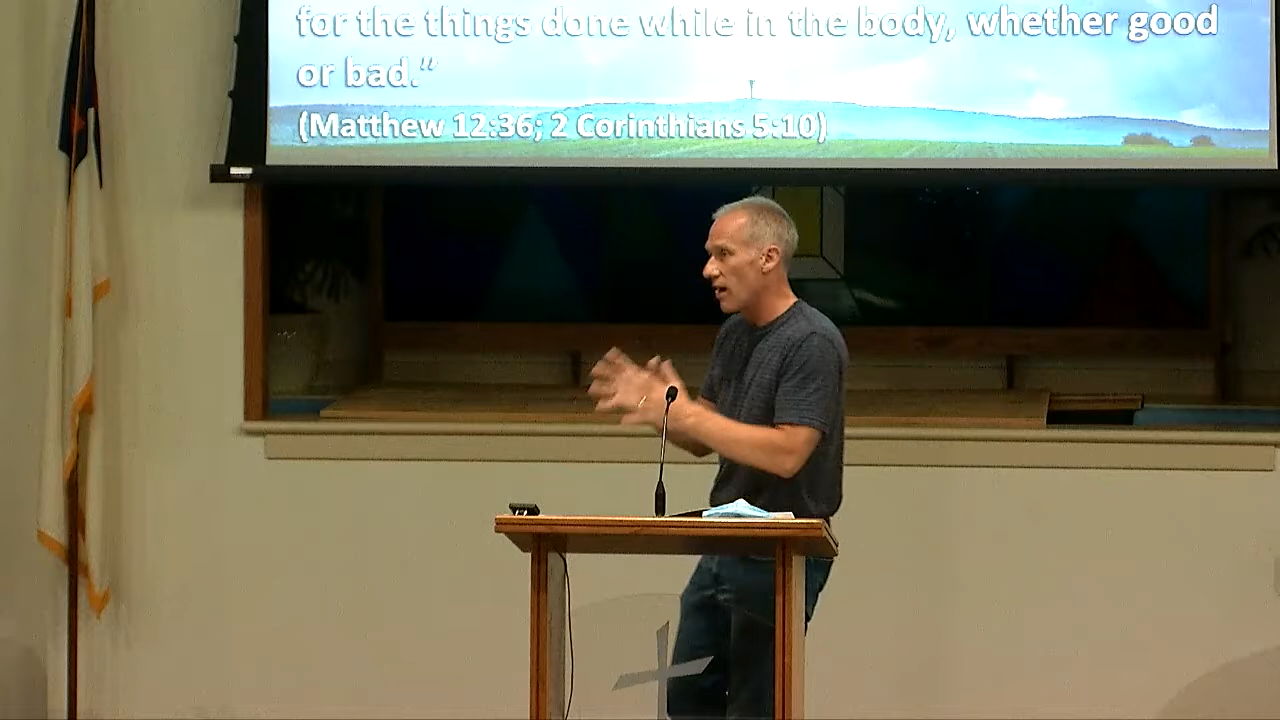 for the things done while in the body, whether good
or bad.”
(Matthew 12:36; 2 Corinthians 5:10)